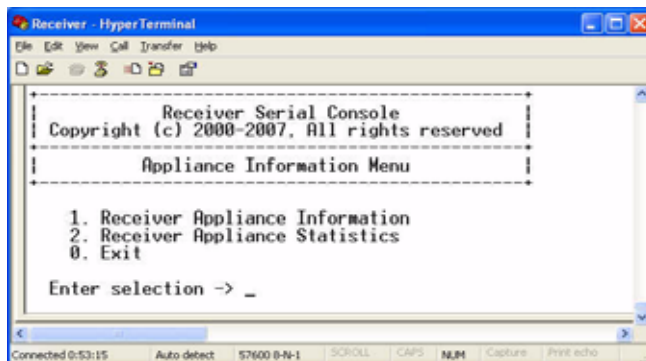 Receiver - HyperTerminal
File Edit View Call Transfer Help
Receiver Serial Console
Copyright (c) 2000-2007, All rights reserved
Appliance Information Menu
1. Receiver Appliance Information
2. Receiver Appliance Statistics
0. Exit
Enter selection -> _
Connected 0:53:15 Auto detect 57600 8-N-1 SCROLL CAPS NUM Capture Print echo